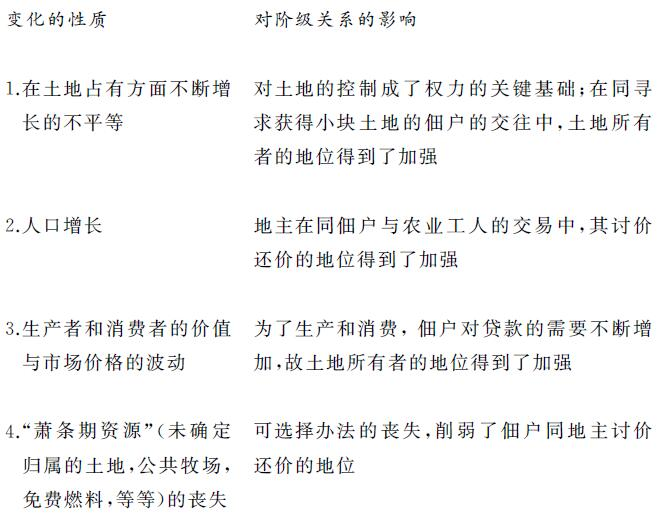 变化的性质 对阶级关系的影响
1.在土地占有方面不断增 对土地的控制成了权力的关键基础;在同寻
长的不平等 求获得小块土地的佃户的交往中,土地所有
者的地位得到了加强
2.人口增长 地主在同佃户与农业工人的交易中,其讨价
还价的地位得到了加强
3.生产者和消费者的价值 为了生产和消费,佃户对贷款的需要不断增
与市场价格的波动 加,故土地所有者的地位得到了加强
4.“萧条期资源”(未确定 可选择办法的丧失,削弱了佃户同地主讨价
归属的土地,公共牧场, 还价的地位
免费燃料,等等)的丧失